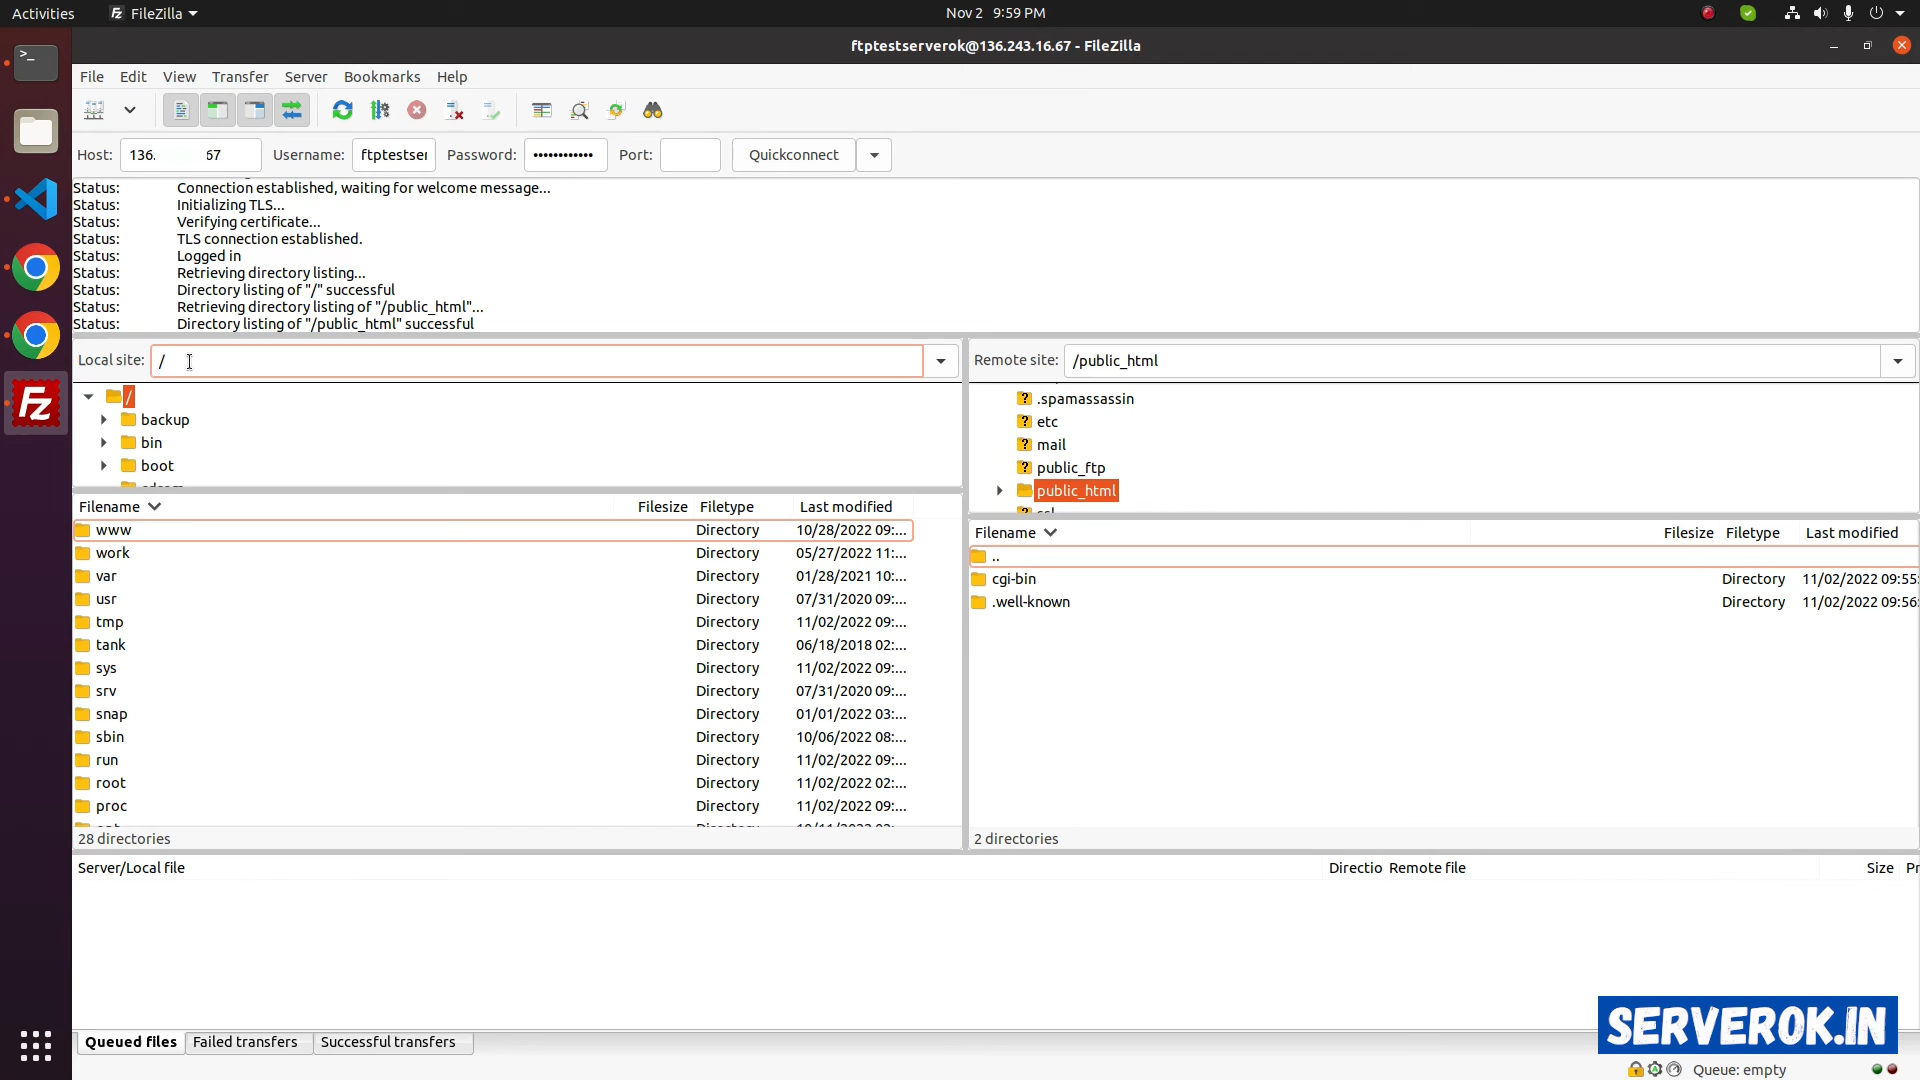 Activities FileZilla Nov 2 9:59 PM
ftptestserverok@136.243.16.67 - FileZilla
File Edit View Transfer Server Bookmarks Help
Host: 136. 67 Username: ftptestser Password: •••••••••••• Port: Quickconnect
Status: Connection established, waiting for welcome message...
Status: Initializing TLS...
Status: Verifying certificate...
Status: TLS connection established.
Status: Logged in
Status: Retrieving directory listing...
Status: Directory listing of "/" successful
Status: Retrieving directory listing of "/public_html"...
Status: Directory listing of "/public_html" successful
Local site: /
/
backup
bin
boot
Filename Filesize Filetype Last modified
www Directory 10/28/2022 09:...
work Directory 05/27/2022 11:...
var Directory 01/28/2021 10:...
usr Directory 07/31/2020 09:...
tmp Directory 11/02/2022 09:...
tank Directory 06/18/2018 02:...
sys Directory 11/02/2022 09:...
srv Directory 07/31/2020 09:...
snap Directory 01/01/2022 03:...
sbin Directory 10/06/2022 08:...
run Directory 11/02/2022 09:...
root Directory 11/02/2022 02:...
proc Directory 11/02/2022 09:...
28 directories
Remote site: /public_html
.spamassassin
etc
mail
public_ftp
public_html
Filename Filesize Filetype Last modified
..
cgi-bin Directory 11/02/2022 09:55:
.well-known Directory 11/02/2022 09:56:
2 directories
Server/Local file Directio Remote file Size Pr
Queued files Failed transfers Successful transfers
SERVEROK.IN
Queue: empty